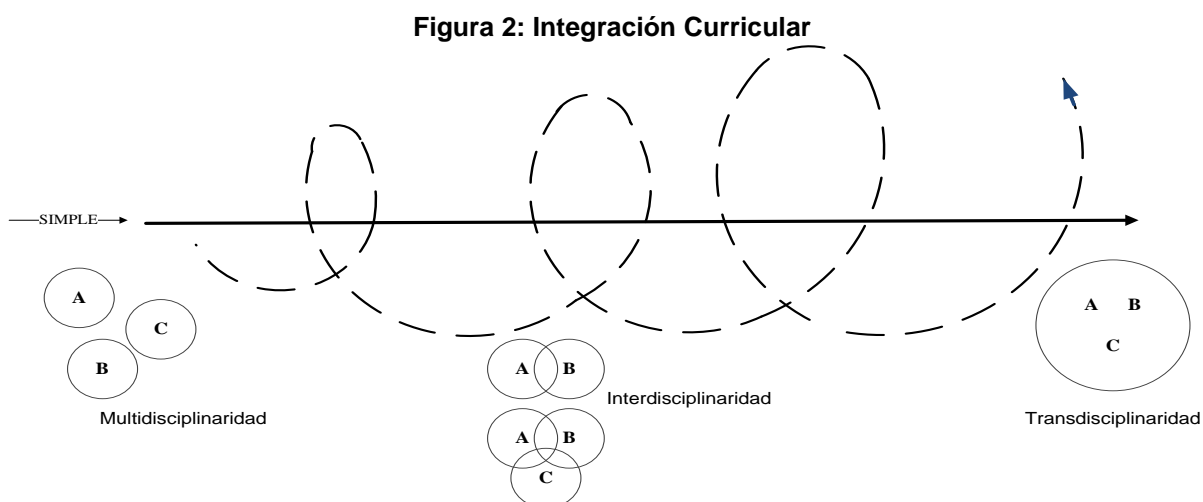 Figura 2: Integración Curricular
SIMPLE
A
C
B
Multidisciplinaridad
A B
Interdisciplinaridad
A B
C
A B
C
Transdisciplinaridad